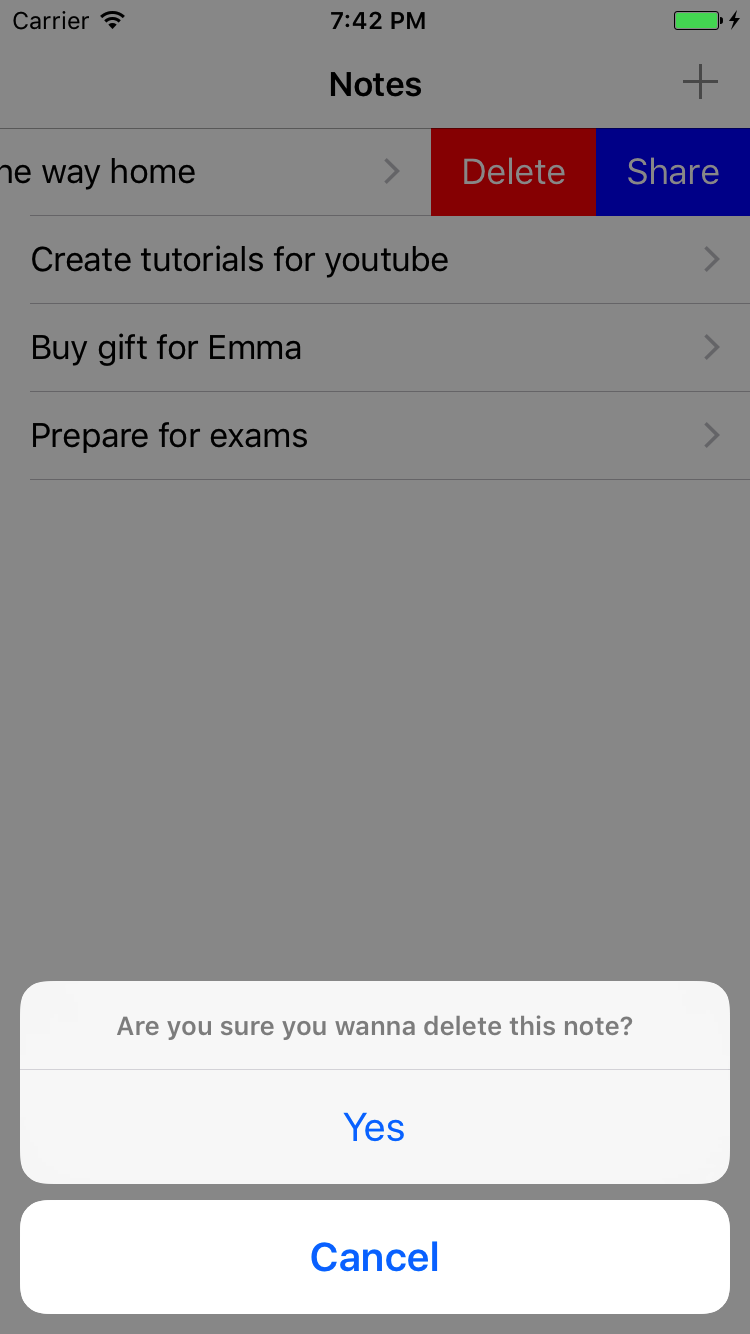 Carrier 7:42 PM
Notes
way home Delete Share
Create tutorials for youtube
Buy gift for Emma
Prepare for exams
Are you sure you wanna delete this note?
Yes
Cancel